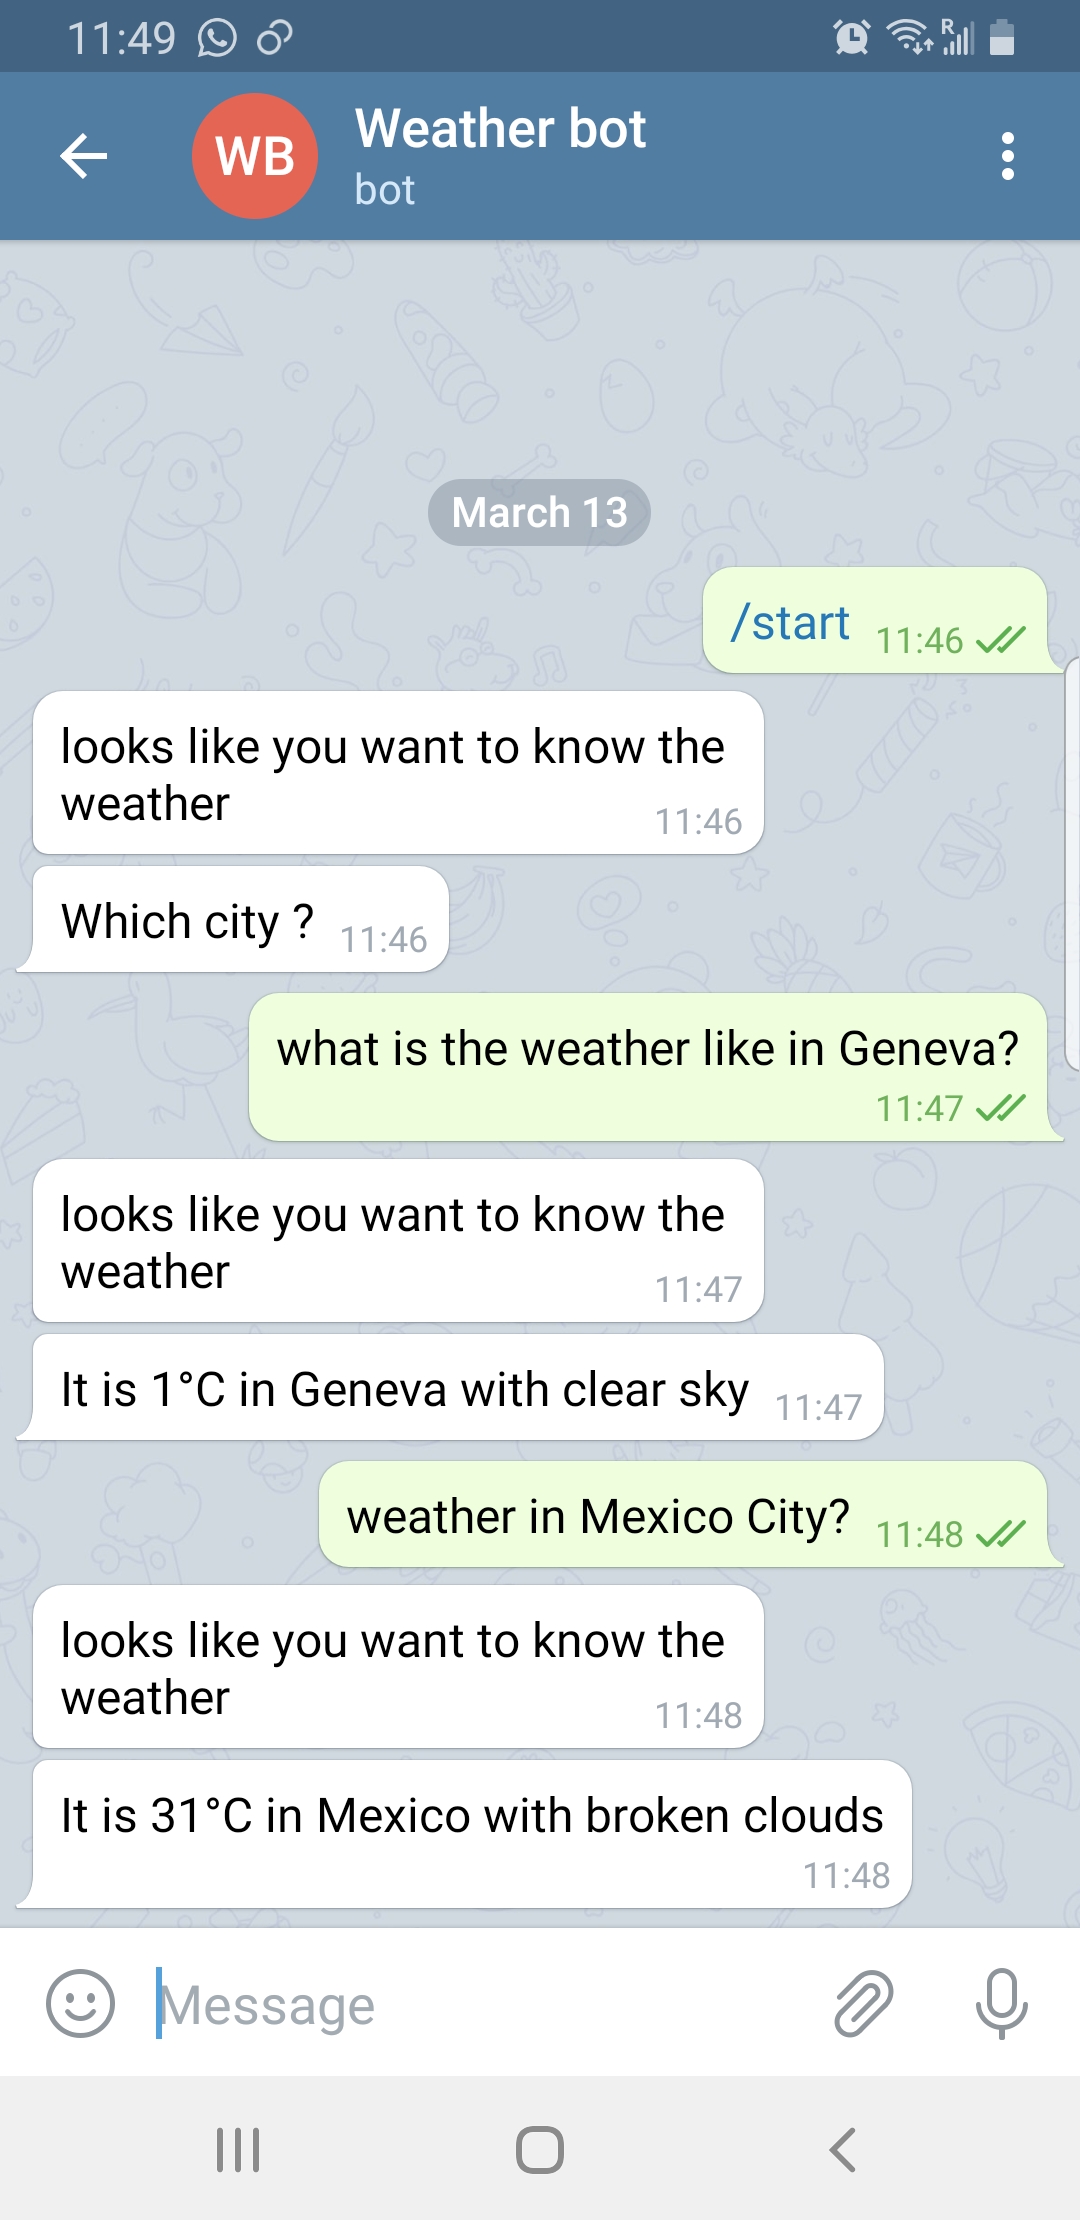 11:49
R
WB
Weather bot
bot
March 13
/start 11:46
looks like you want to know the
weather
11:46
Which city ? 11:46
what is the weather like in Geneva?
11:47
looks like you want to know the
weather
11:47
It is 1°C in Geneva with clear sky 11:47
weather in Mexico City? 11:48
looks like you want to know the
weather
11:48
It is 31°C in Mexico with broken clouds
11:48
Message